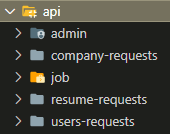 api
admin
company-requests
job
resume-requests
users-requests